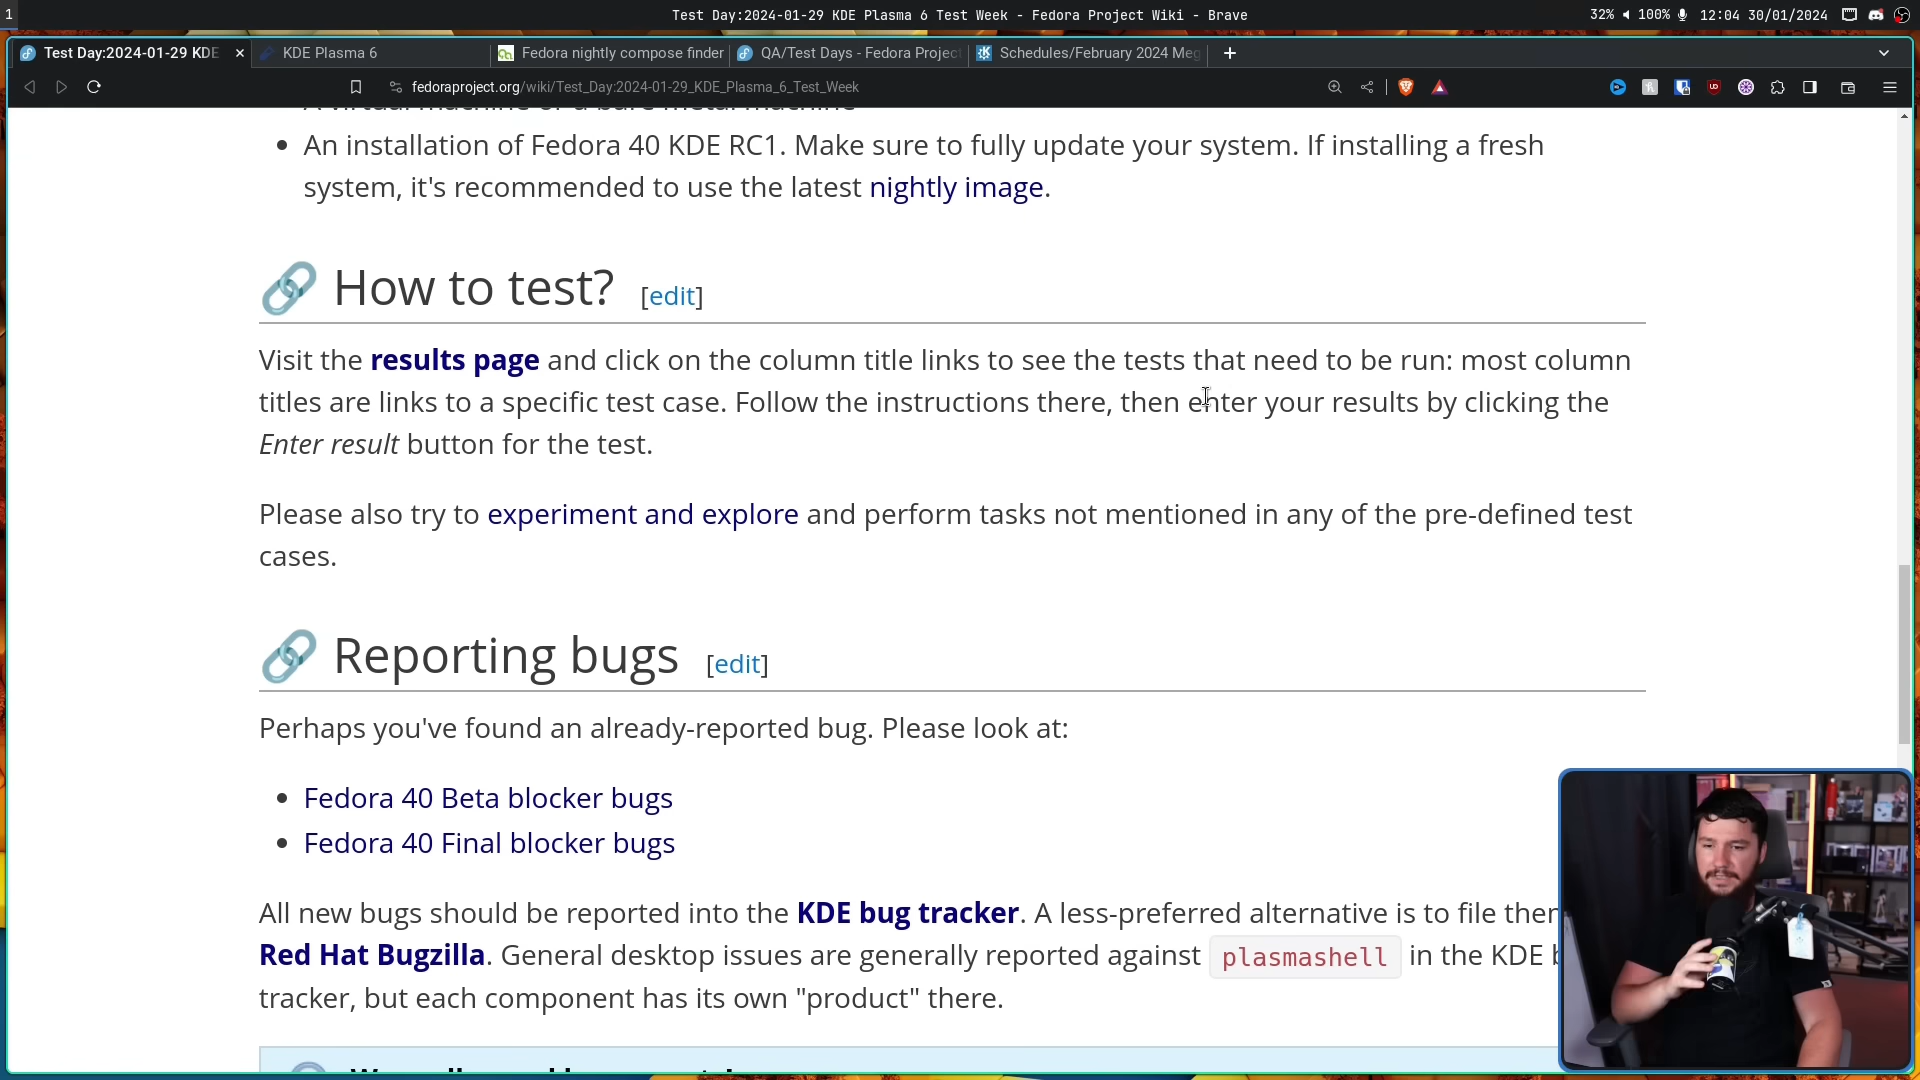 1
Test Day:2024-01-29 KDE Plasma 6 Test Week - Fedora Project Wiki - Brave
32% 100% 12:04 30/01/2024
Test Day:2024-01-29 KDE
KDE Plasma 6
Fedora nightly compose finder
QA/Test Days - Fedora Project
Schedules/February 2024 Meg
fedoraproject.org/wiki/Test_Day:2024-01-29_KDE_Plasma_6_Test_Week
A virtual machine or a bare metal machine
• An installation of Fedora 40 KDE RC1. Make sure to fully update your system. If installing a fresh
system, it's recommended to use the latest nightly image.
How to test? [edit]
Visit the results page and click on the column title links to see the tests that need to be run: most column
titles are links to a specific test case. Follow the instructions there, then enter your results by clicking the
Enter result button for the test.
Please also try to experiment and explore and perform tasks not mentioned in any of the pre-defined test
cases.
Reporting bugs [edit]
Perhaps you've found an already-reported bug. Please look at:
• Fedora 40 Beta blocker bugs
• Fedora 40 Final blocker bugs
All new bugs should be reported into the KDE bug tracker. A less-preferred alternative is to file
Red Hat Bugzilla. General desktop issues are generally reported against plasmashell in the KDE
tracker, but each component has its own "product" there.